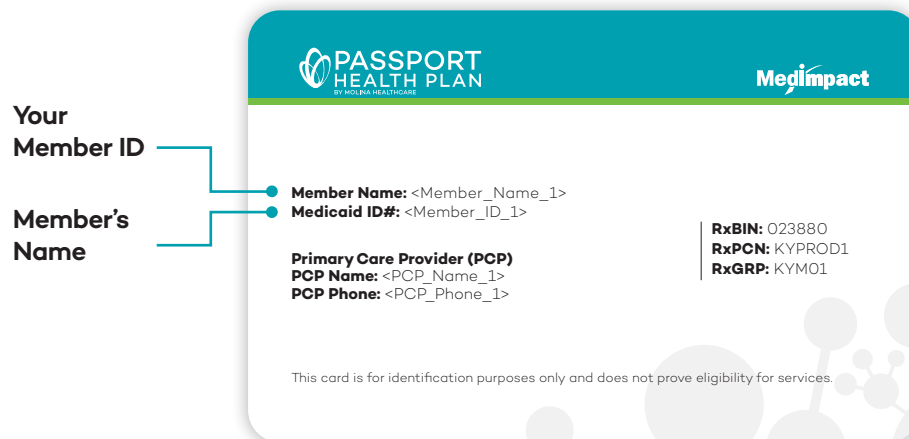 PASSPORT
HEALTH PLAN
BY MOLINA HEALTHCARE
Medimpact
Your
Member ID
Member's
Name
Member Name: <Member_Name_1>
Medicaid ID#: <Member_ID_1>
Primary Care Provider (PCP)
PCP Name: <PCP_Name_1>
PCP Phone: <PCP_Phone_1>
RxBIN: 023880
RxPCN: KYPROD1
RxGRP: KYM01
This card is for identification purposes only and does not prove eligibility for services.